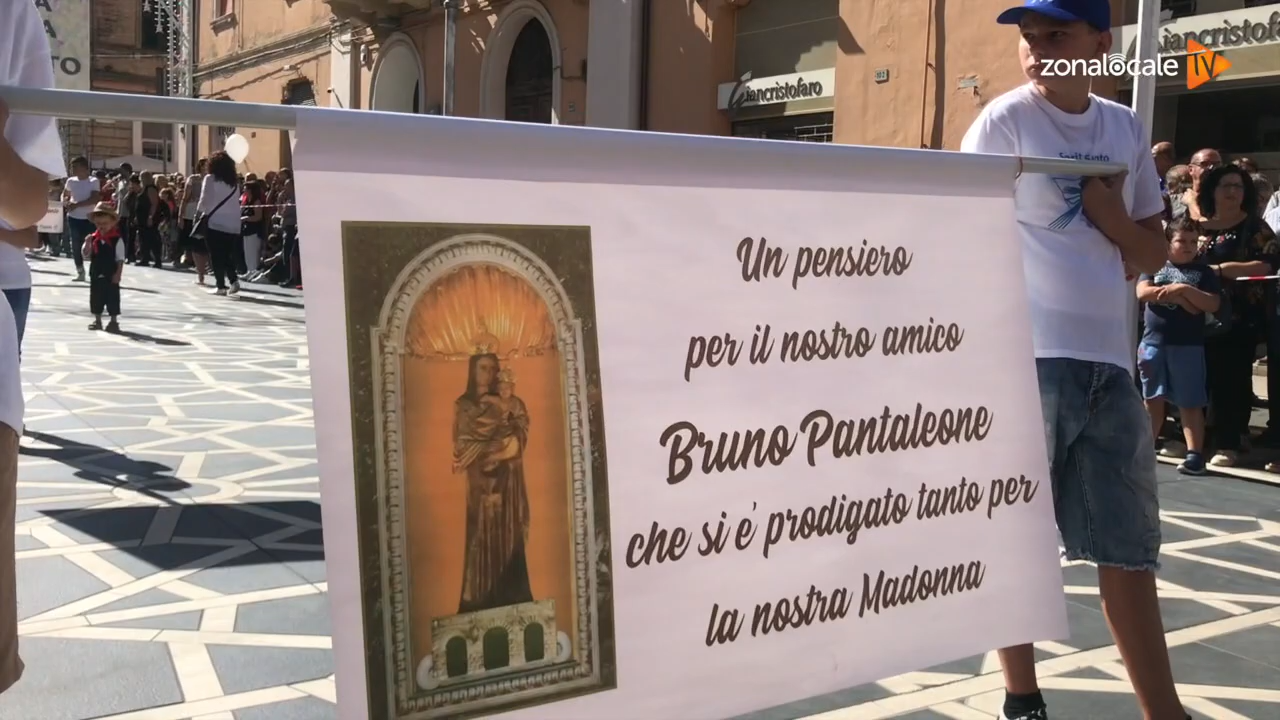 zonalocale TV
Giancristofaro
iancristofa
Un pensiero
per il nostro amico
Bruno Pantaleone
che si e' prodigato tanto per
la nostra Madonna